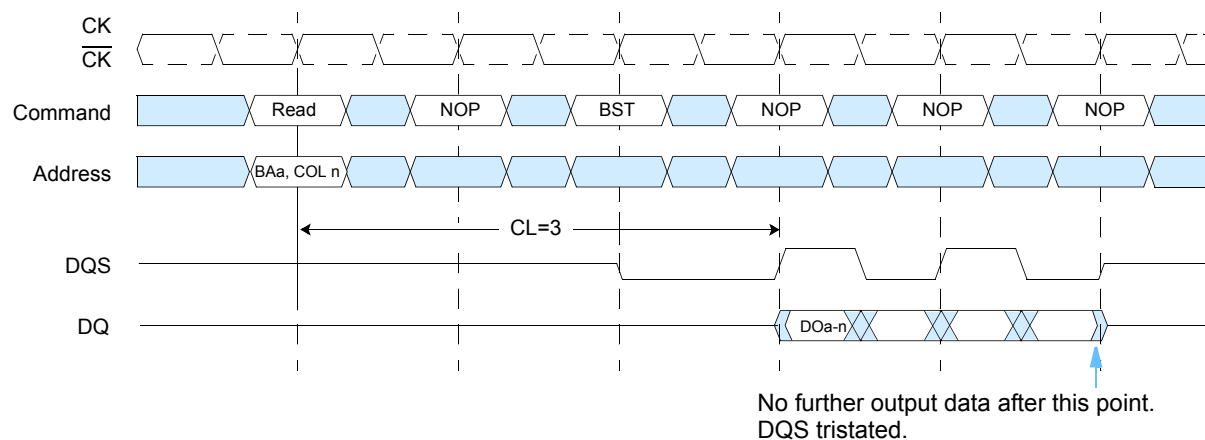 CK
CK
Command Read NOP BST NOP NOP NOP
Address BAa, COL n
CL=3
DQS
DQ DOa-n
No further output data after this point.
DQS tristated.